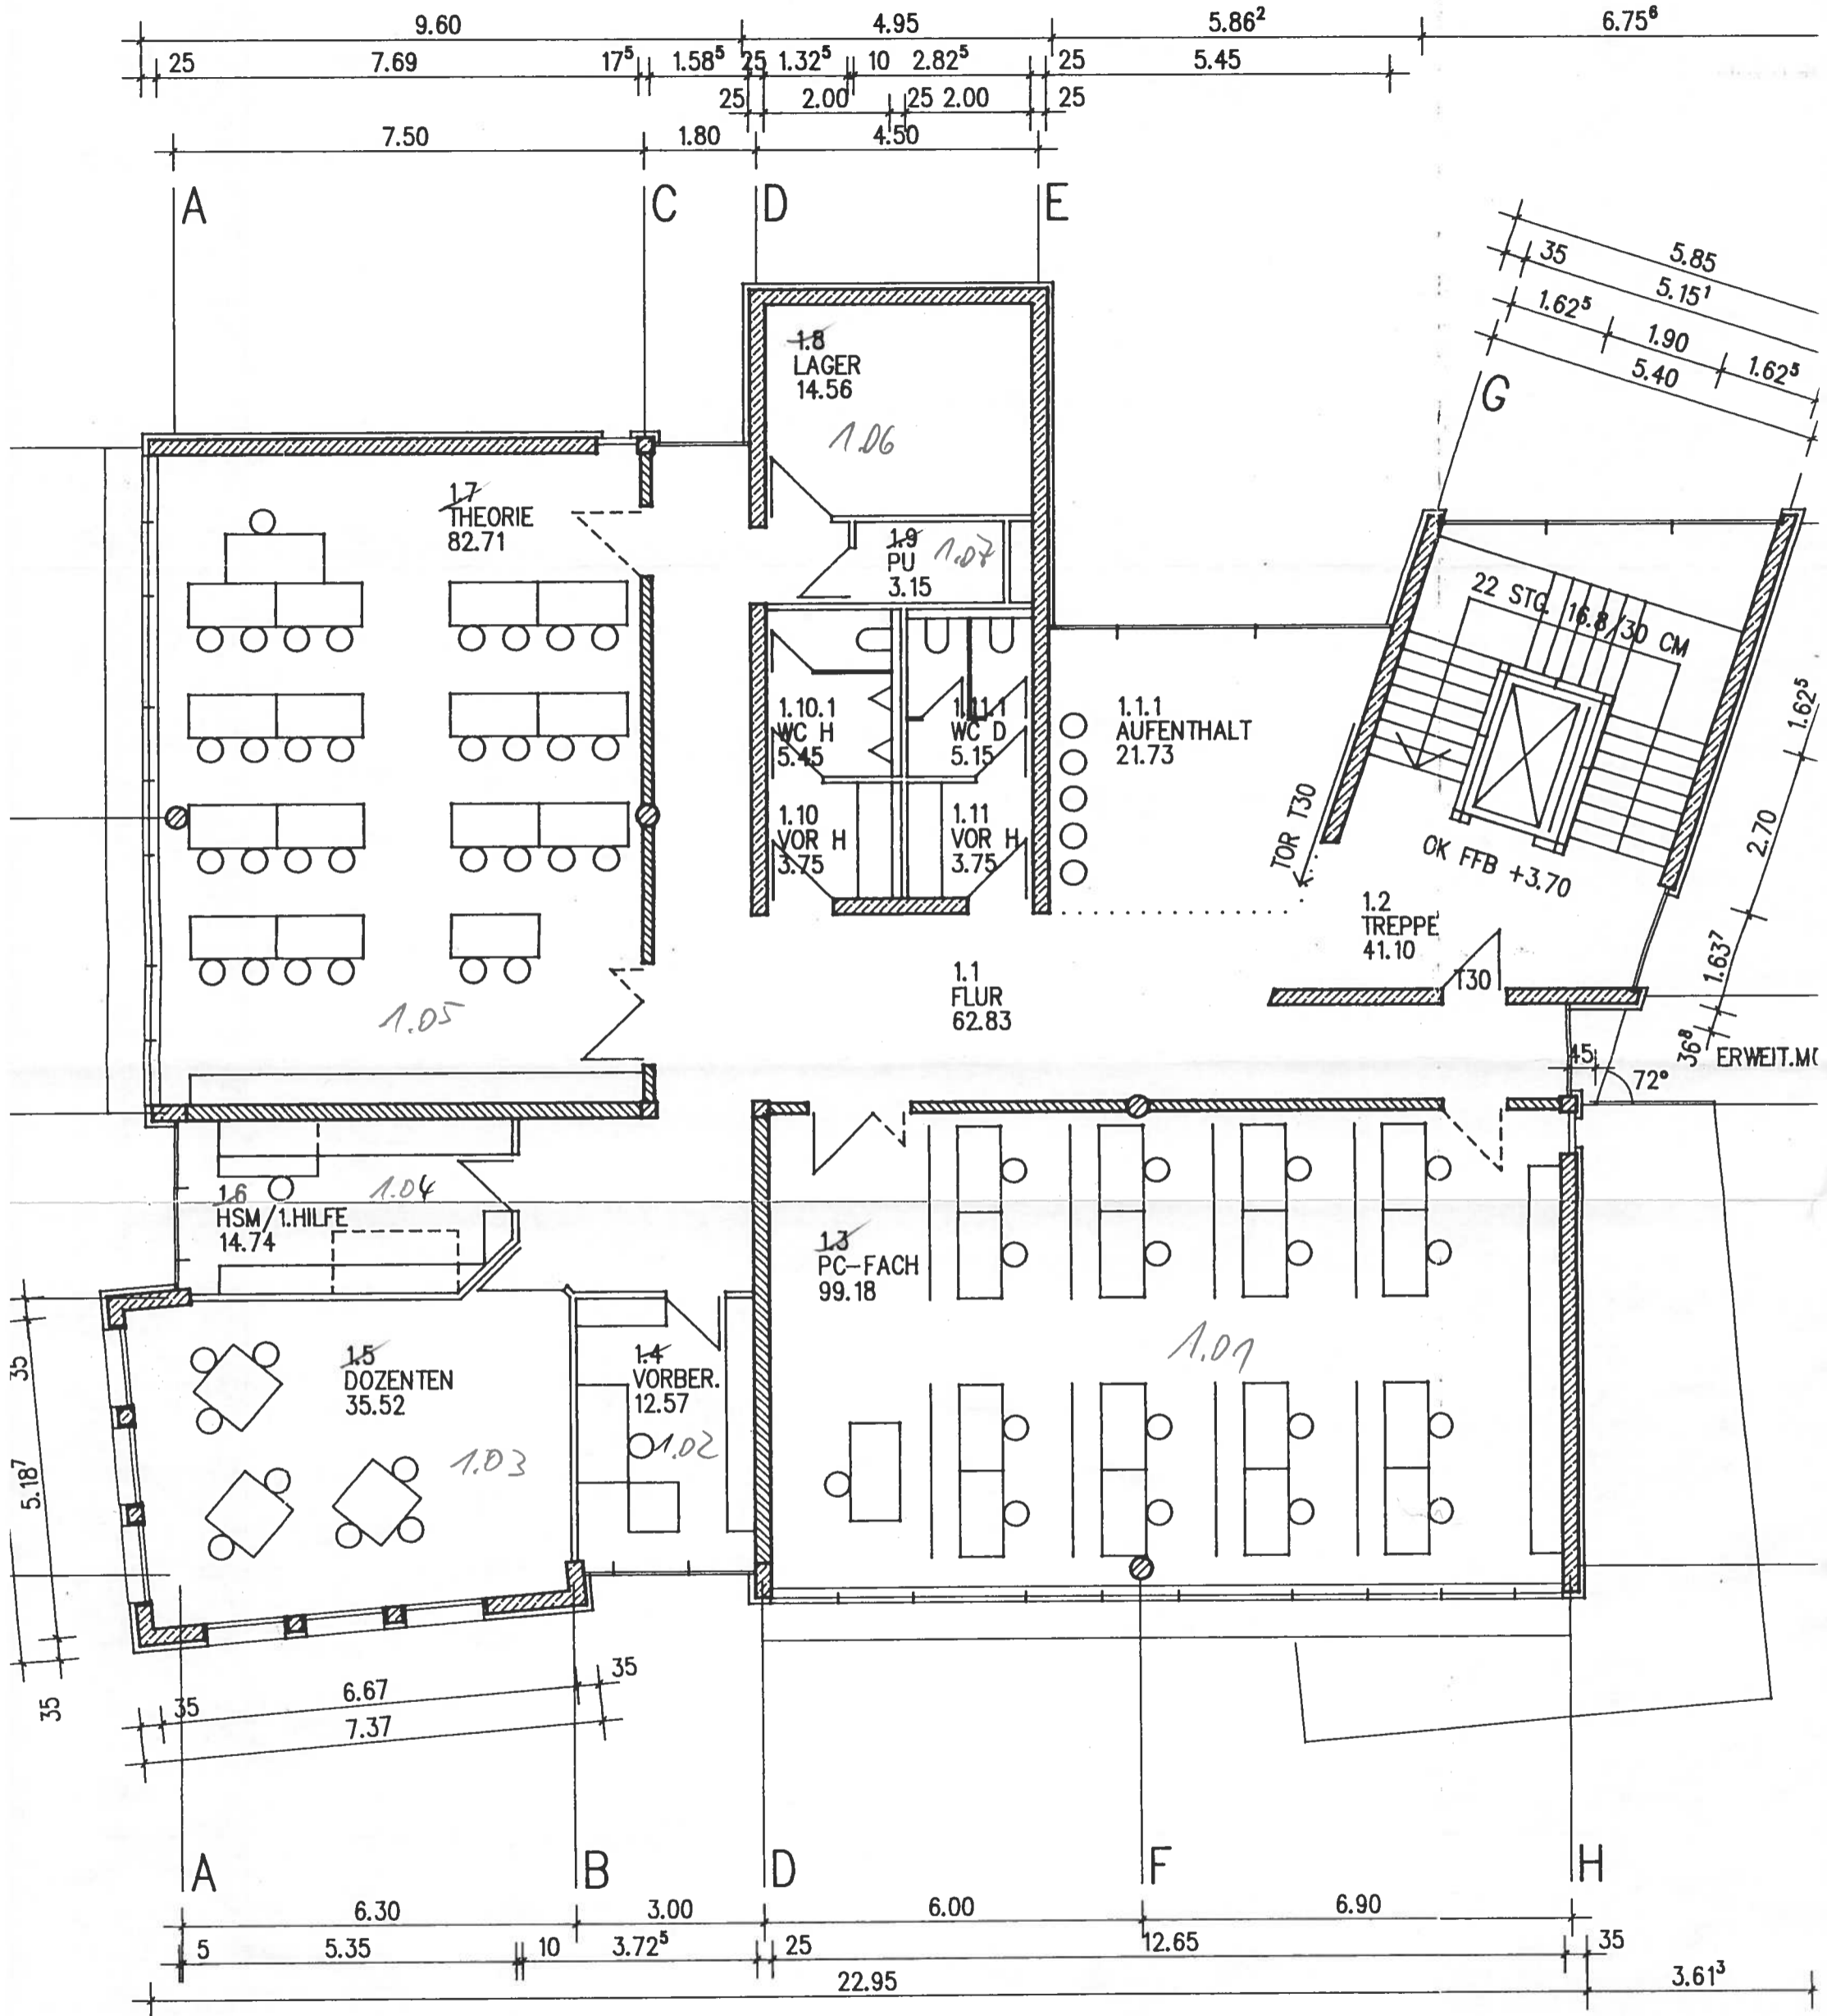 9.60 4.95 5.86² 6.75⁶
25 7.69 17⁵ 1.58⁵ 25 1.32⁵ 10 2.82⁵ 25 5.45
25 2.00 25 2.00 25
7.50 1.80 4.50
A C D E
5.85
35 5.15¹
1.62⁵ 1.90 1.62⁵
5.40
G
1.8
LAGER
14.56
1.06
1.7
THEORIE
82.71
1.9
PU
3.15
1.07
22 STG. 16.8/30 CM
1.10.1
WC H
5.45
1.11.1
WC D
5.15
1.1.1
AUFENTHALT
21.73
1.62⁵
1.10
VOR H
3.75
1.11
VOR H
3.75
TOR T30
OK FFB +3.70
2.70
1.2
TREPPE
41.10
T30
1.63⁷
1.1
FLUR
62.83
1.05
36⁸
45
72°
ERWEIT.
1.6
HSM/1.HILFE
14.74
1.04
1.3
PC-FACH
99.18
1.01
1.5
DOZENTEN
35.52
1.03
1.4
VORBER.
12.57
1.02
35
5.18⁷
35
35 6.67 35
7.37
A B D F H
6.30 3.00 6.00 6.90
5 5.35 10 3.72⁵ 25 12.65 35
22.95 3.61³